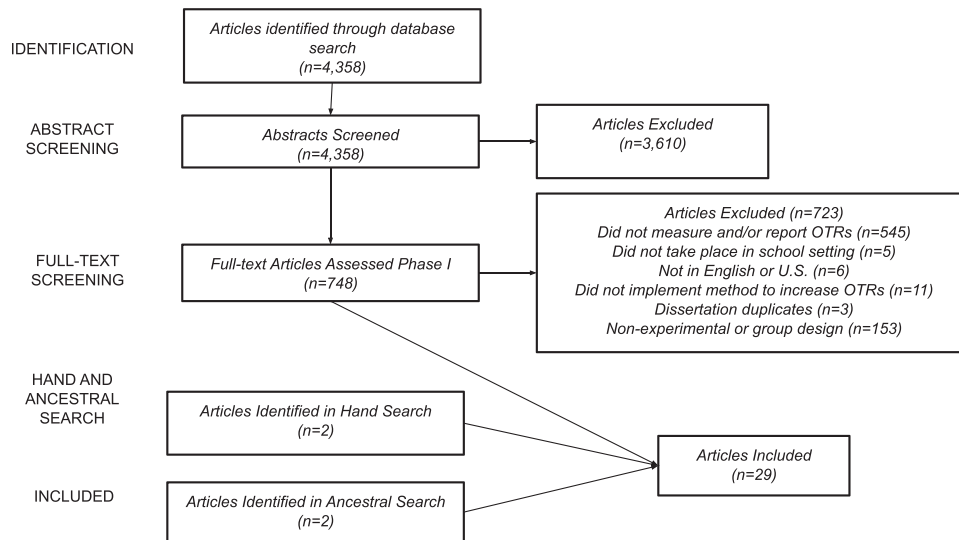 IDENTIFICATION
Articles identified through database
search
(n=4,358)
ABSTRACT
SCREENING
Abstracts Screened
(n=4,358)
Articles Excluded
(n=3,610)
FULL-TEXT
SCREENING
Full-text Articles Assessed Phase I
(n=748)
Articles Excluded (n=723)
Did not measure and/or report OTRs (n=545)
Did not take place in school setting (n=5)
Not in English or U.S. (n=6)
Did not implement method to increase OTRs (n=11)
Dissertation duplicates (n=3)
Non-experimental or group design (n=153)
HAND AND
ANCESTRAL
SEARCH
Articles Identified in Hand Search
(n=2)
Articles Included
(n=29)
INCLUDED
Articles Identified in Ancestral Search
(n=2)